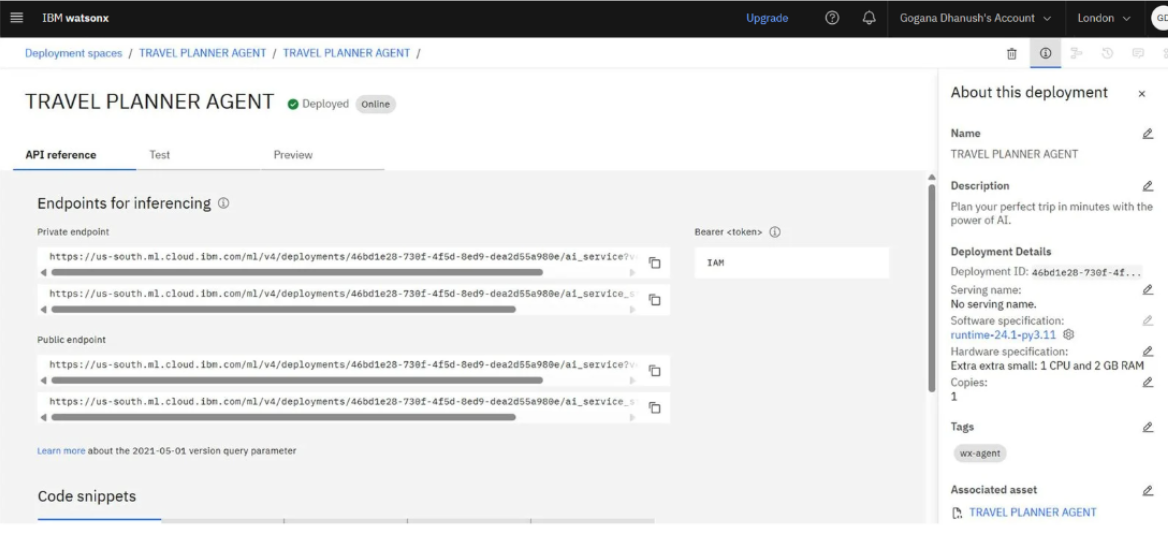 IBM watsonx
Upgrade
Gogana Dhanush's Account
London
GD
Deployment spaces / TRAVEL PLANNER AGENT / TRAVEL PLANNER AGENT /
TRAVEL PLANNER AGENT
Deployed
Online
API reference
Test
Preview
Endpoints for inferencing
Private endpoint
https://us-south.ml.cloud.ibm.com/ml/v4/deployments/46bd1e28-730f-4f5d-8ed9-dea2d55a980e/ai_service?v
https://us-south.ml.cloud.ibm.com/ml/v4/deployments/46bd1e28-730f-4f5d-8ed9-dea2d55a980e/ai_service_s
Bearer <token>
IAM
Public endpoint
https://us-south.ml.cloud.ibm.com/ml/v4/deployments/46bd1e28-730f-4f5d-8ed9-dea2d55a980e/ai_service?v
https://us-south.ml.cloud.ibm.com/ml/v4/deployments/46bd1e28-730f-4f5d-8ed9-dea2d55a980e/ai_service_s
Learn more about the 2021-05-01 version query parameter
Code snippets
About this deployment
Name
TRAVEL PLANNER AGENT
Description
Plan your perfect trip in minutes with the
power of AI.
Deployment Details
Deployment ID: 46bd1e28-730f-4f...
Serving name:
No serving name.
Software specification:
runtime-24.1-py3.11
Hardware specification:
Extra extra small: 1 CPU and 2 GB RAM
Copies:
1
Tags
wx-agent
Associated asset
TRAVEL PLANNER AGENT